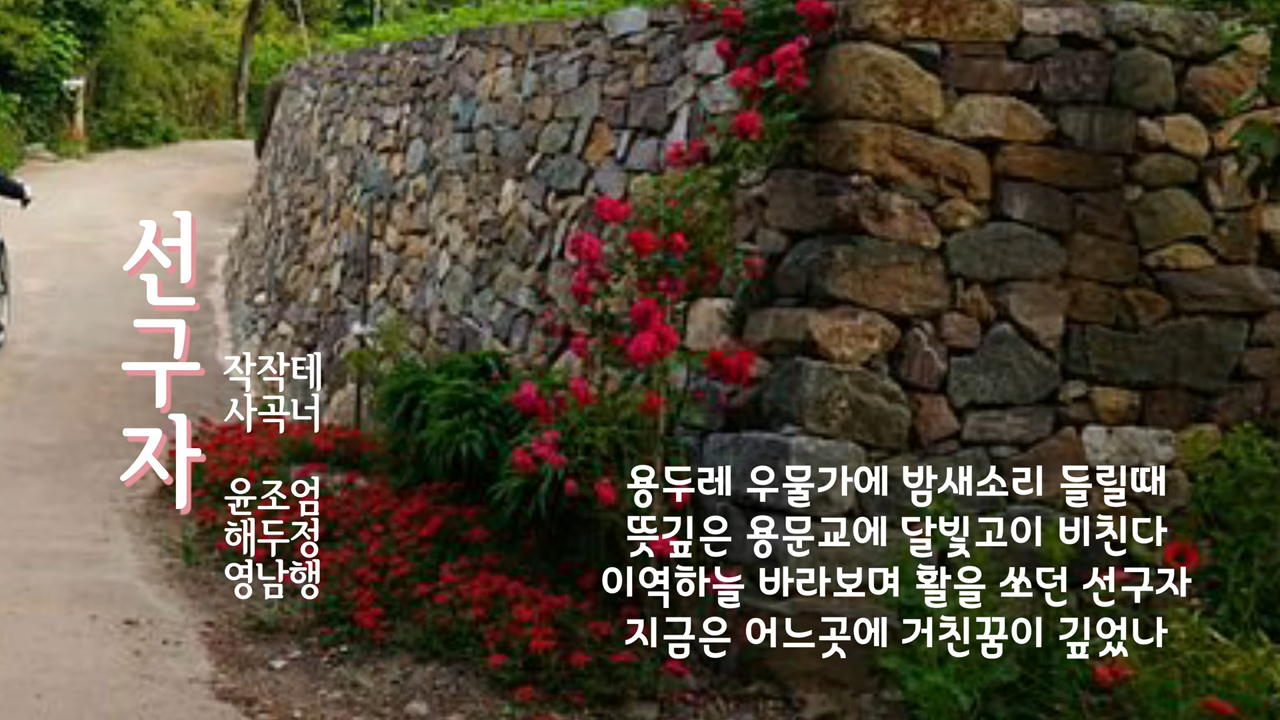 선구자
작사 윤해영
작곡 조두남
테너 엄정행
용두레 우물가에 밤새소리 들릴때
뜻깊은 용문교에 달빛고이 비친다
이역하늘 바라보며 활을 쏘던 선구자
지금은 어느곳에 거친꿈이 깊었나